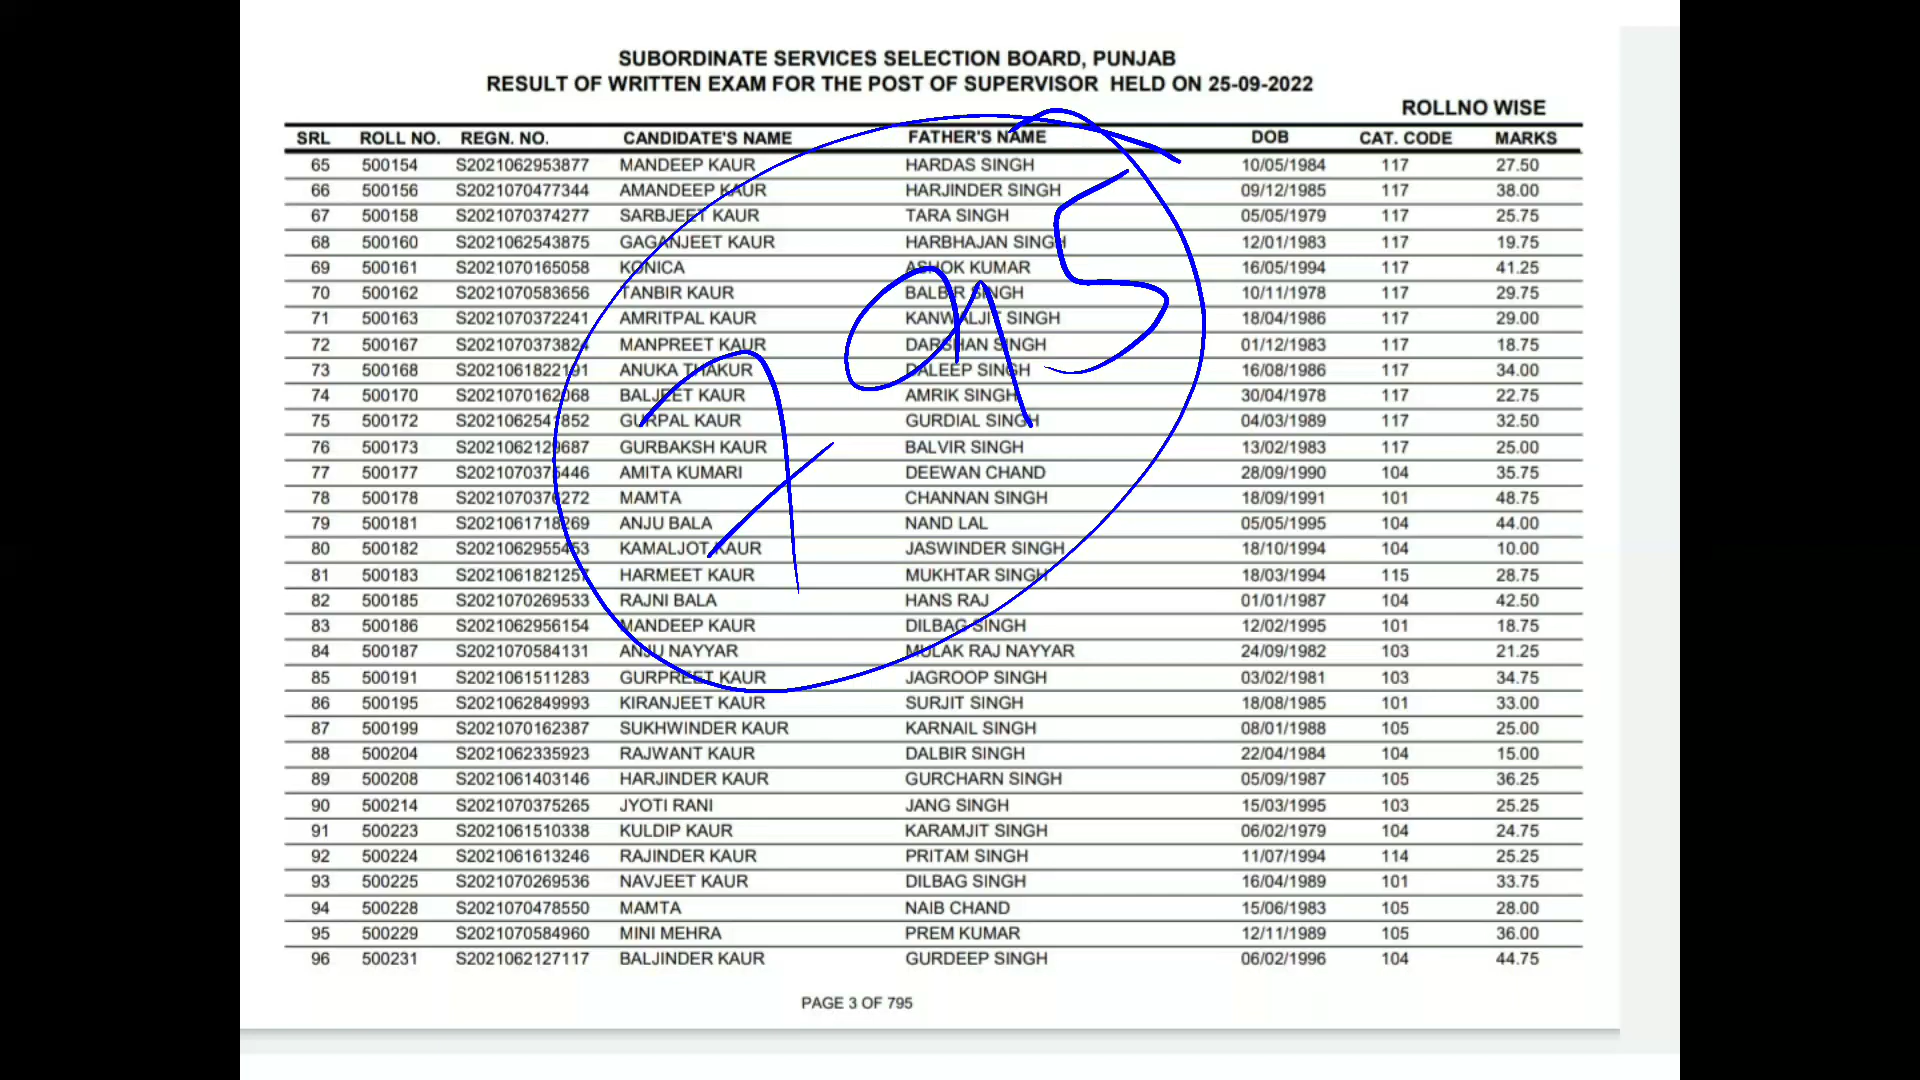 SUBORDINATE SERVICES SELECTION BOARD, PUNJAB
RESULT OF WRITTEN EXAM FOR THE POST OF SUPERVISOR HELD ON 25-09-2022
ROLLNO WISE
SRL ROLL NO. REGN. NO. CANDIDATE'S NAME FATHER'S NAME DOB CAT. CODE MARKS
65 500154 S2021062953877 MANDEEP KAUR HARDAS SINGH 10/05/1984 117 27.50
66 500156 S2021070477344 AMANDEEP KAUR HARJINDER SINGH 09/12/1985 117 38.00
67 500158 S2021070374277 SARBJEET KAUR TARA SINGH 05/05/1979 117 25.75
68 500160 S2021062543875 GAGANJEET KAUR HARBHAJAN SINGH 12/01/1983 117 19.75
69 500161 S2021070165058 KONICA ASHOK KUMAR 16/05/1994 117 41.25
70 500162 S2021070583656 TANBIR KAUR BALBIR SINGH 10/11/1978 117 29.75
71 500163 S2021070372241 AMRITPAL KAUR KANWALJIT SINGH 18/04/1986 117 29.00
72 500167 S2021070373824 MANPREET KAUR DARSHAN SINGH 01/12/1983 117 18.75
73 500168 S2021061822191 ANUKA THAKUR DALEEP SINGH 16/08/1986 117 34.00
74 500170 S2021070162068 BALJEET KAUR AMRIK SINGH 30/04/1978 117 22.75
75 500172 GURPAL KAUR GURDIAL SINGH 04/03/1989 117 32.50
76 500173 GURBAKSH KAUR BALVIR SINGH 13/02/1983 117 25.00
77 500177 S2021070375446 AMITA KUMARI DEEWAN CHAND 28/09/1990 104 35.75
78 500178 S2021070376272 MAMTA CHANNAN SINGH 18/09/1991 101 48.75
79 500181 S2021061718269 ANJU BALA NAND LAL 05/05/1995 104 44.00
80 500182 S2021062955453 KAMALJOT KAUR JASWINDER SINGH 18/10/1994 104 10.00
81 500183 S2021061821257 HARMEET KAUR MUKHTAR SINGH 18/03/1994 115 28.75
82 500185 S2021070269533 RAJNI BALA HANS RAJ 01/01/1987 104 42.50
83 500186 S2021062956154 MANDEEP KAUR DILBAG SINGH 12/02/1995 101 18.75
84 500187 S2021070584131 ANJU NAYYAR MULAK RAJ NAYYAR 24/09/1982 103 21.25
85 500191 S2021061511283 GURPREET KAUR JAGROOP SINGH 03/02/1981 103 34.75
86 500195 S2021062849993 KIRANJEET KAUR SURJIT SINGH 18/08/1985 101 33.00
87 500199 S2021070162387 SUKHWINDER KAUR KARNAIL SINGH 08/01/1988 105 25.00
88 500204 S2021062335923 RAJWANT KAUR DALBIR SINGH 22/04/1984 104 15.00
89 500208 S2021061403146 HARJINDER KAUR GURCHARN SINGH 05/09/1987 105 36.25
90 500214 S2021070375265 JYOTI RANI JANG SINGH 15/03/1995 103 25.25
91 500223 S2021061510338 KULDIP KAUR KARAMJIT SINGH 06/02/1979 104 24.75
92 500224 S2021061613246 RAJINDER KAUR PRITAM SINGH 11/07/1994 114 25.25
93 500225 S2021070269536 NAVJEET KAUR DILBAG SINGH 16/04/1989 101 33.75
94 500228 S2021070478550 MAMTA NAIB CHAND 15/06/1983 105 28.00
95 500229 S2021070584960 MINI MEHRA PREM KUMAR 12/11/1989 105 36.00
96 500231 S2021062127117 BALJINDER KAUR GURDEEP SINGH 06/02/1996 104 44.75
PAGE 3 OF 795